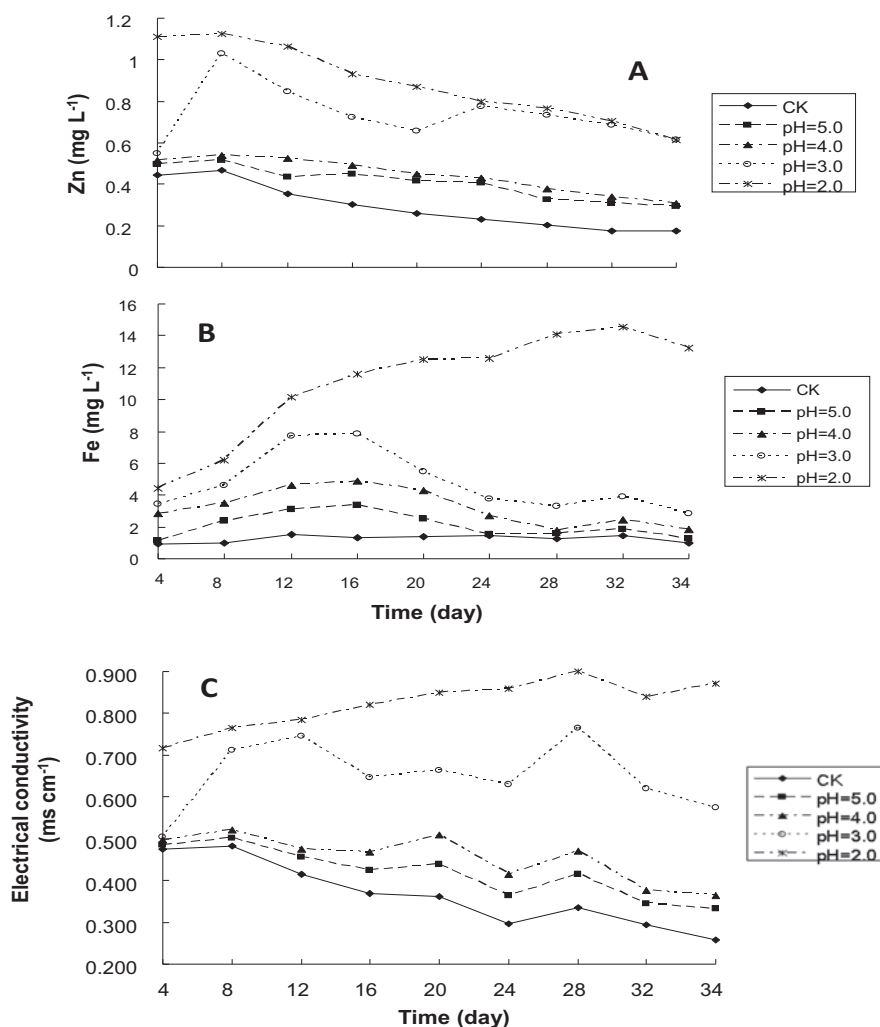 1.2
1
0.8
0.6
0.4
0.2
0
Zn (mg L-1)
A
CK
pH=5.0
pH=4.0
pH=3.0
pH=2.0
16
14
12
10
8
6
4
2
0
Fe (mg L-1)
B
CK
pH=5.0
pH=4.0
pH=3.0
pH=2.0
4 8 12 16 20 24 28 32 34
Time (day)
0.900
0.800
0.700
0.600
0.500
0.400
0.300
0.200
Electrical conductivity
(ms cm-1)
C
CK
pH=5.0
pH=4.0
pH=3.0
pH=2.0
4 8 12 16 20 24 28 32 34
Time (day)